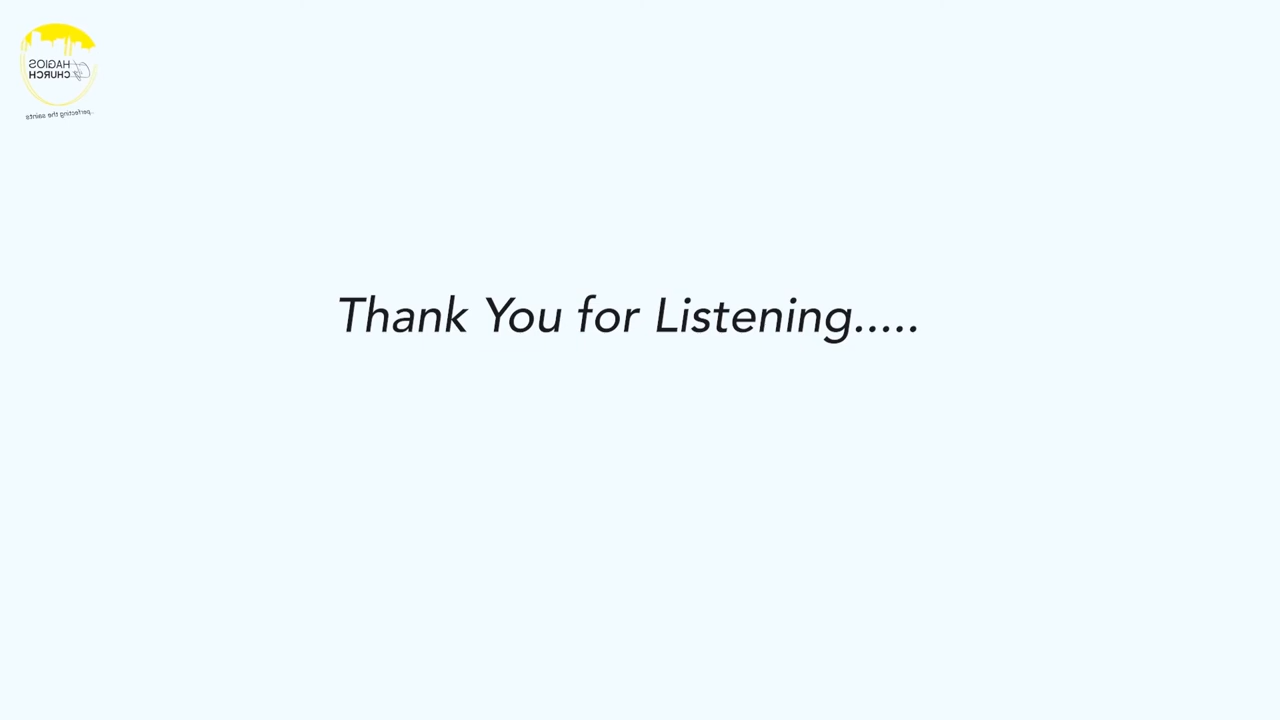 HAGIOS
CHURCH
...perfecting the saints
Thank You for Listening.....